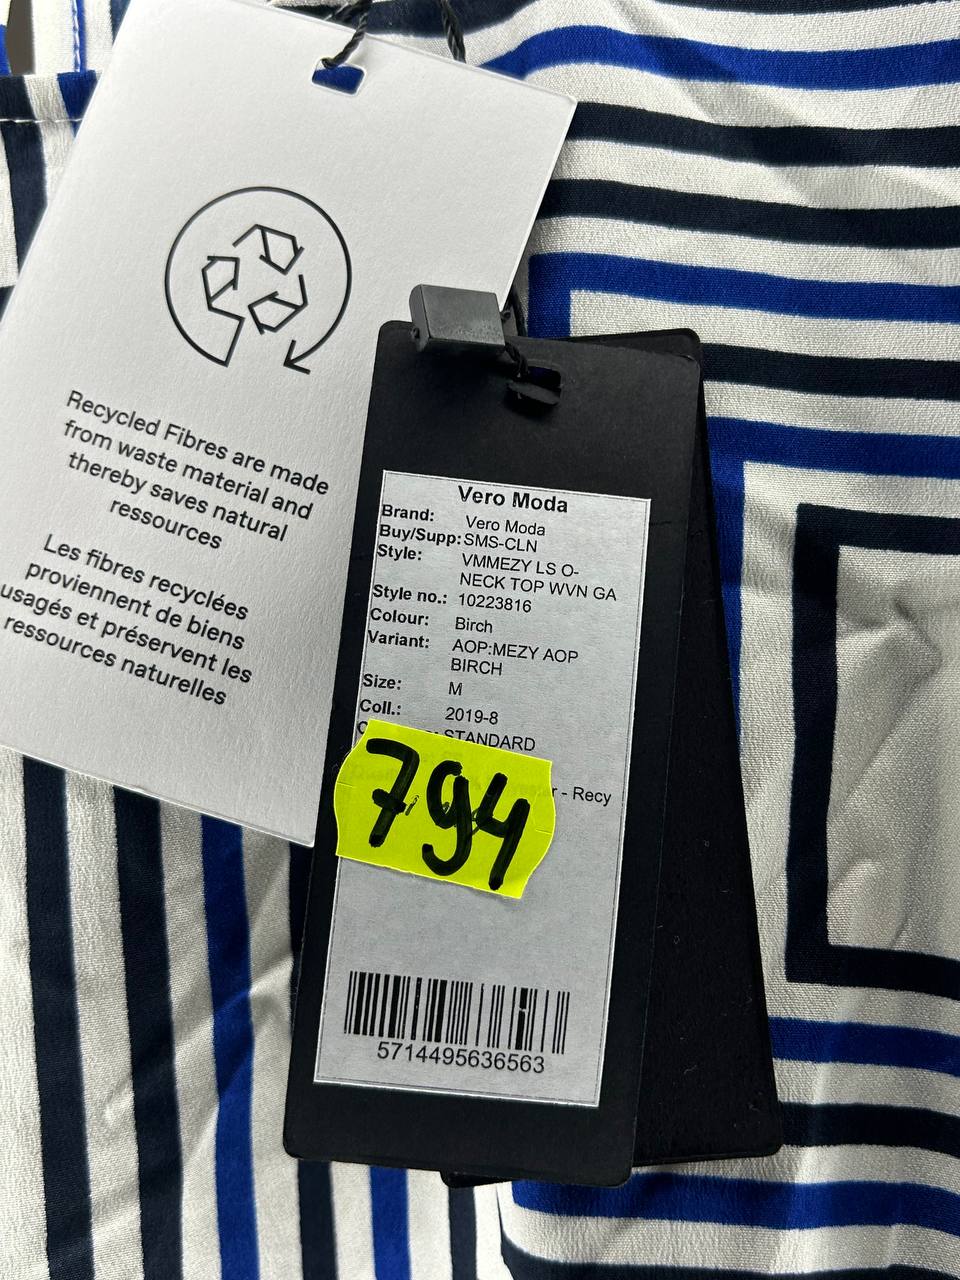 Recycled Fibres are made
from waste material and
thereby saves natural
ressources
Les fibres recyclées
proviennent de biens
usagés et préservent les
ressources naturelles
Vero Moda
Brand: Vero Moda
Buy/Supp: SMS-CLN
Style: VMMEZY LS O-
NECK TOP WVN GA
Style no.: 10223816
Colour: Birch
Variant: AOP:MEZY AOP
BIRCH
Size: M
Coll.: 2019-8
STANDARD
- Recy
794
5714495636563